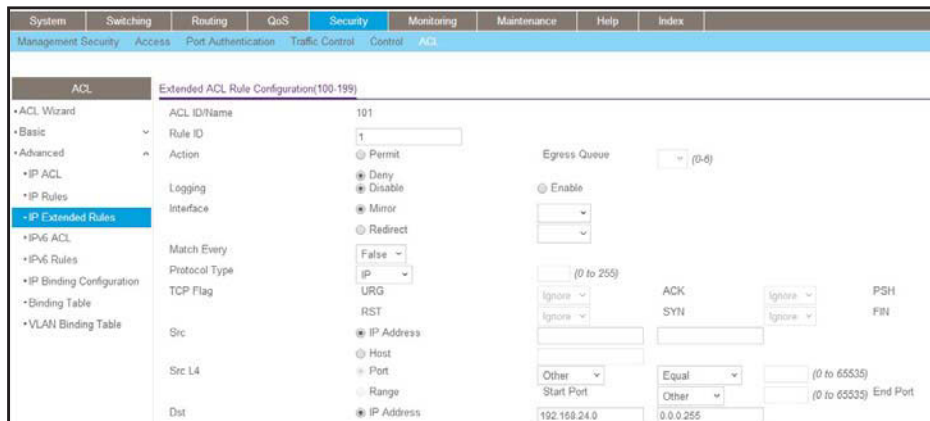 System Switching Routing QoS Security Monitoring Maintenance Help Index
Management Security Access Port Authentication Traffic Control Control ACL
ACL Extended ACL Rule Configuration(100-199)
•ACL Wizard ACL ID/Name 101
•Basic Rule ID 1
•Advanced Action Permit Egress Queue (0-6)
•IP ACL Deny
•IP Rules Logging Disable Enable
•IP Extended Rules Interface Mirror
•IPv6 ACL Redirect
•IPv6 Rules Match Every False
•IP Binding Configuration Protocol Type IP (0 to 255)
•Binding Table TCP Flag URG Ignore ACK Ignore PSH
•VLAN Binding Table RST Ignore SYN Ignore FIN
Src IP Address
Host
Src L4 Port Other Equal (0 to 65535)
Range Start Port Other (0 to 65535) End Port
Dst IP Address 192.168.24.0 0.0.0.255